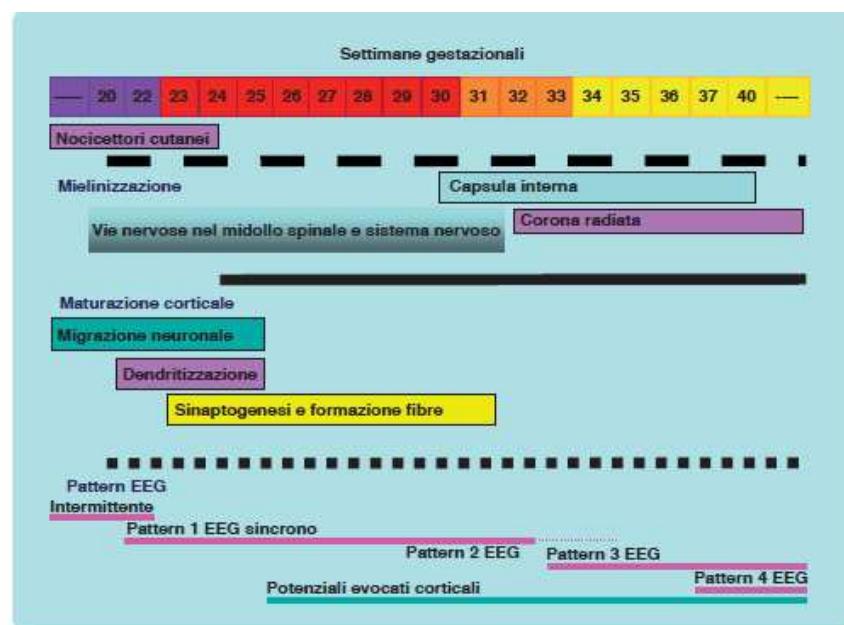 Settimane gestazionali
— 20 22 23 24 25 26 27 28 29 30 31 32 33 34 35 36 37 40 —
Nocicettori cutanei
Mielinizzazione
Capsula interna
Vie nervose nel midollo spinale e sistema nervoso
Corona radiata
Maturazione corticale
Migrazione neuronale
Dendritizzazione
Sinaptogenesi e formazione fibre
Pattern EEG
Intermittente
Pattern 1 EEG sincrono
Pattern 2 EEG
Pattern 3 EEG
Pattern 4 EEG
Potenziali evocati corticali